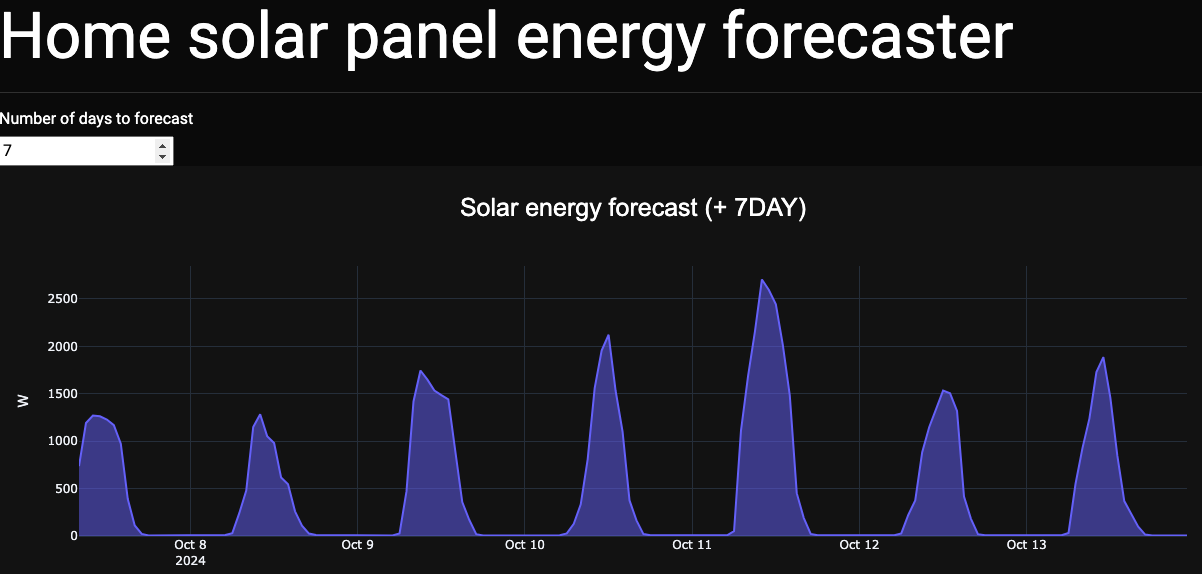 Home solar panel energy forecaster
Number of days to forecast
7
Solar energy forecast (+ 7DAY)
2500
2000
W
1500
1000
500
0
Oct 8 Oct 9 Oct 10 Oct 11 Oct 12 Oct 13
2024